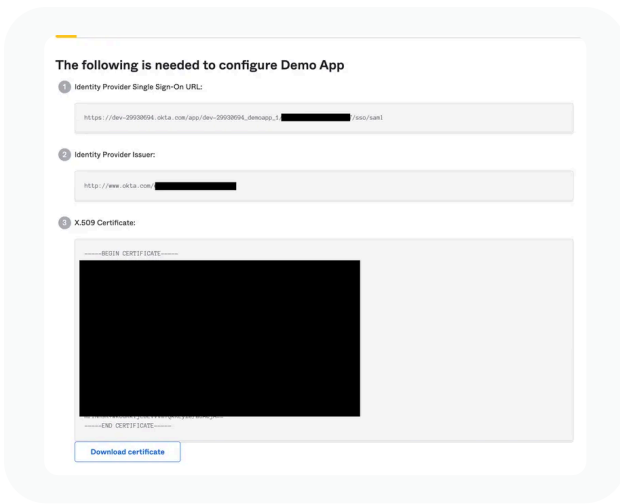 The following is needed to configure Demo App
1 Identity Provider Single Sign-On URL:
https://dev-29930694.okta.com/app/dev-29930694_demoapp_1/ /sso/saml
2 Identity Provider Issuer:
http://www.okta.com/
3 X.509 Certificate:
-----BEGIN CERTIFICATE-----
-----END CERTIFICATE-----
Download certificate